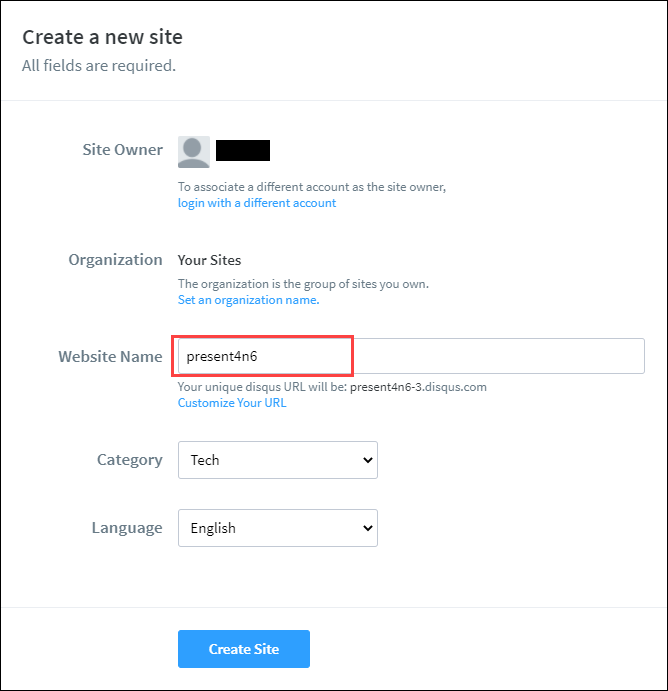 Create a new site
All fields are required.
Site Owner
To associate a different account as the site owner,
login with a different account
Organization
Your Sites
The organization is the group of sites you own.
Set an organization name.
Website Name
present4n6
Your unique disqus URL will be: present4n6-3.disqus.com
Customize Your URL
Category
Tech
Language
English
Create Site